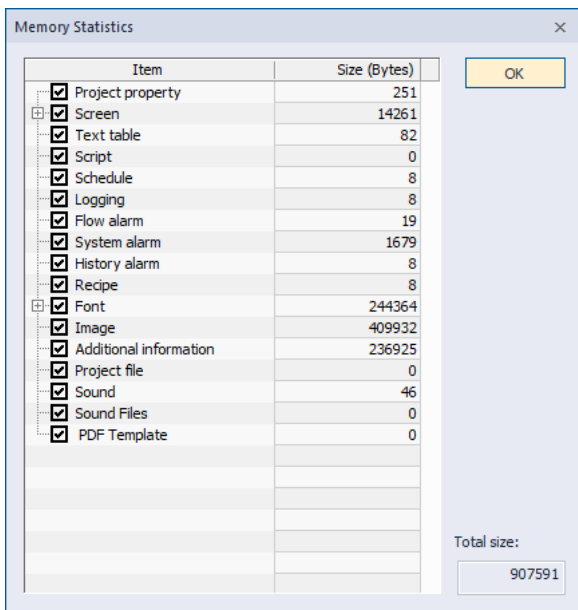 Memory Statistics
Item Size (Bytes)
OK
Project property 251
Screen 14261
Text table 82
Script 0
Schedule 8
Logging 8
Flow alarm 19
System alarm 1679
History alarm 8
Recipe 8
Font 244364
Image 409932
Additional information 236925
Project file 0
Sound 46
Sound Files 0
PDF Template 0
Total size:
907591